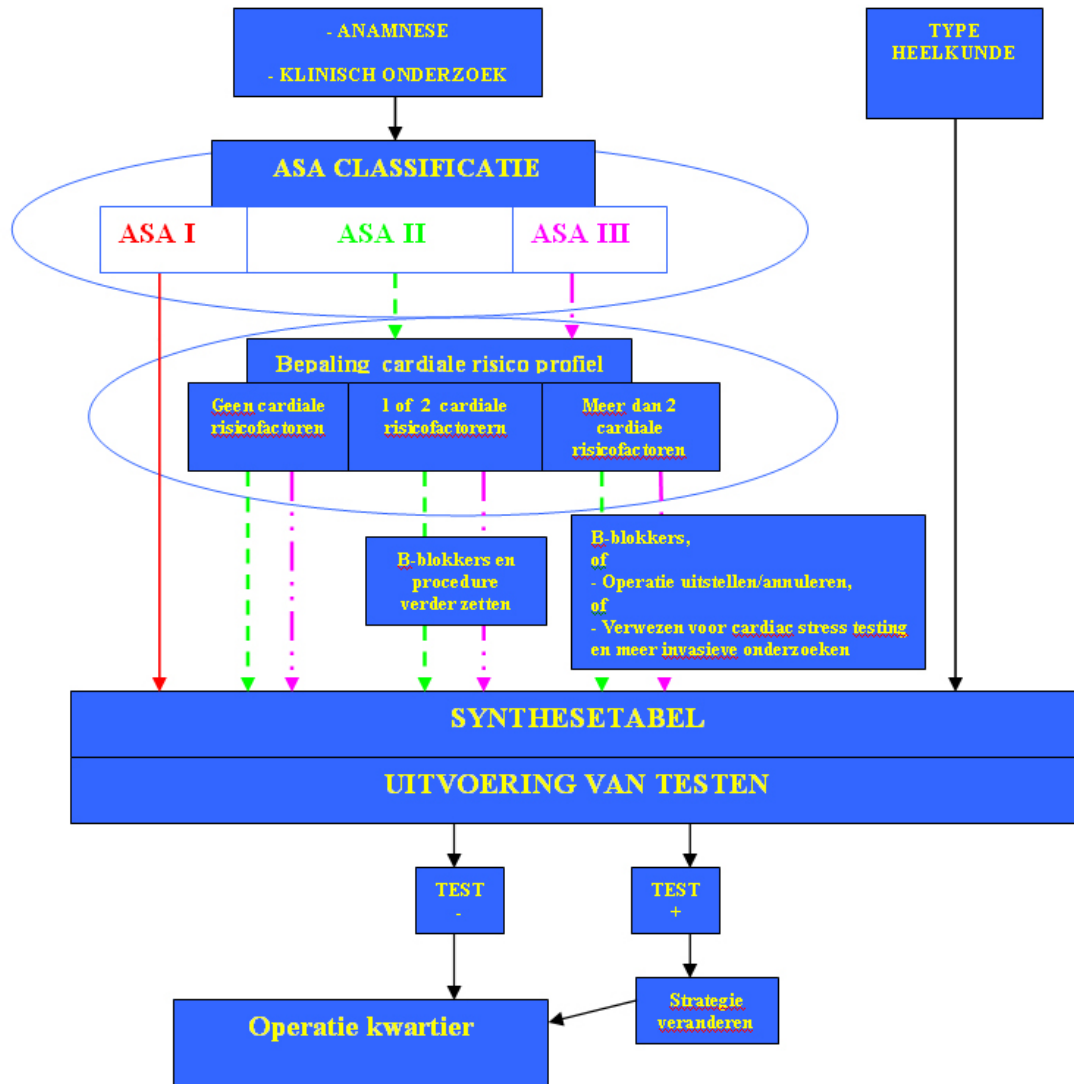 - ANAMNESE
- KLINISCH ONDERZOEK
TYPE
HEELKUNDE
ASA CLASSIFICATIE
ASA I
ASA II
ASA III
Bepaling cardiale risico profiel
Geen cardiale
risicofactoren
1 of 2 cardiale
risicofactorern
Meer dan 2
cardiale
risicofactoren
B-blokkers en
procedure
verder zetten
B-blokkers,
of
- Operatie uitstellen/annuleren,
of
- Verwezen voor cardiac stress testing
en meer invasieve onderzoeken
SYNTHESETABEL
UITVOERING VAN TESTEN
TEST
-
TEST
+
Strategie
veranderen
Operatie kwartier